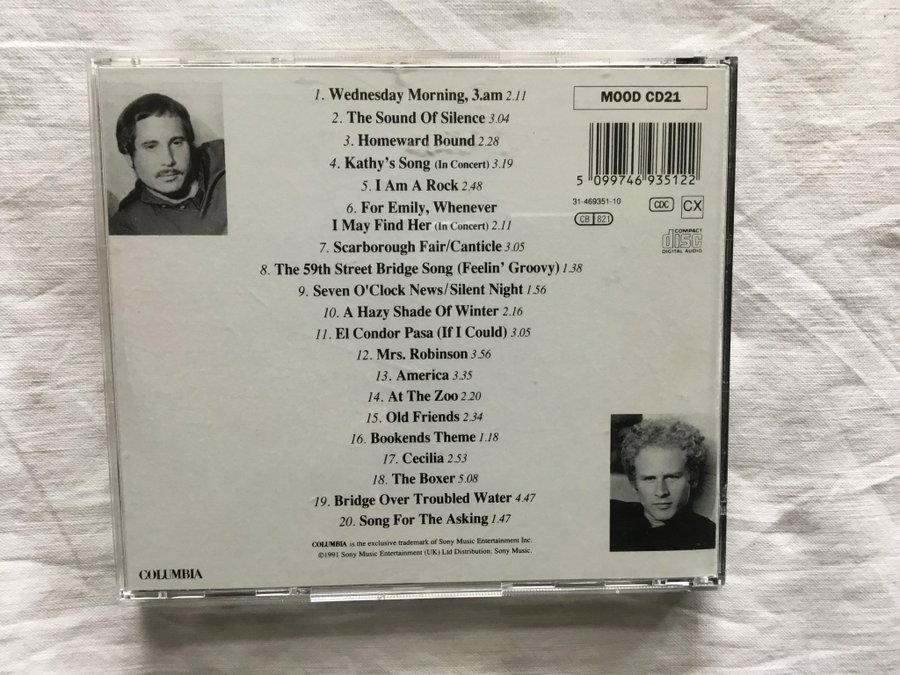 1. Wednesday Morning, 3.am 2.11
2. The Sound Of Silence 3.04
3. Homeward Bound 2.28
4. Kathy's Song (In Concert) 3.19
5. I Am A Rock 2.48
6. For Emily, Whenever
I May Find Her (In Concert) 2.11
7. Scarborough Fair/Canticle 3.05
8. The 59th Street Bridge Song (Feelin' Groovy) 1.38
9. Seven O'Clock News/Silent Night 1.56
10. A Hazy Shade Of Winter 2.16
11. El Condor Pasa (If I Could) 3.05
12. Mrs. Robinson 3.56
13. America 3.35
14. At The Zoo 2.20
15. Old Friends 2.34
16. Bookends Theme 1.18
17. Cecilia 2.53
18. The Boxer 5.08
19. Bridge Over Troubled Water 4.47
20. Song For The Asking 1.47
COLUMBIA is the exclusive trademark of Sony Music Entertainment Inc.
©1991 Sony Music Entertainment (UK) Ltd Distribution: Sony Music.
COLUMBIA
MOOD CD21
5 099746 935122
31-469351-10
CDC
CX
CB 821
COMPACT
disc
DIGITAL AUDIO